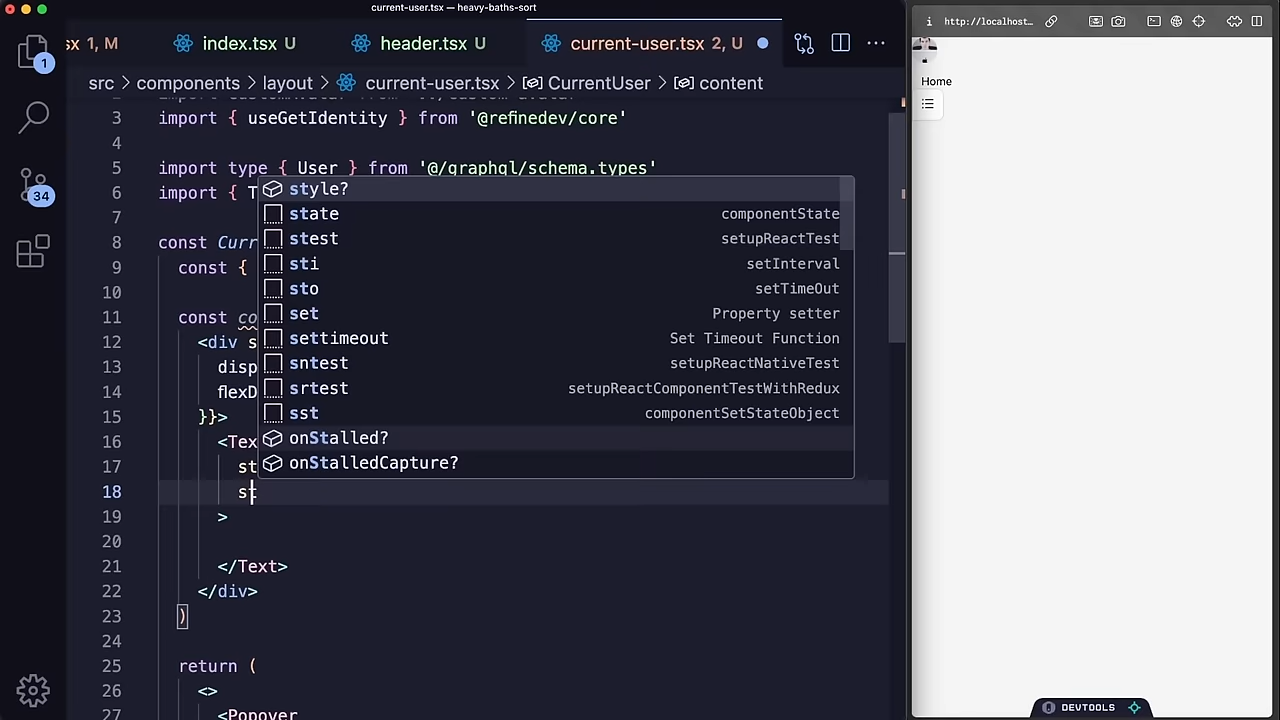 current-user.tsx — heavy-baths-sort
sx 1, M
index.tsx U
header.tsx U
current-user.tsx 2, U
http://localhost...
src > components > layout > current-user.tsx > CurrentUser > content
3 import { useGetIdentity } from '@refinedev/core'
4
5 import type { User } from '@/graphql/schema.types'
6 import { T
7
8 const Curr
9 const {
10
11 const co
12 <div s
13 disp
14 flexD
15 }}>
16 <Tex
17 st
18 st
19 >
20
21 </Text>
22 </div>
23 )
24
25 return (
26 <>
27 <Popover
style?
state componentState
stest setupReactTest
sti setInterval
sto setTimeOut
set Property setter
settimeout Set Timeout Function
sntest setupReactNativeTest
srtest setupReactComponentTestWithRedux
sst componentSetStateObject
onStalled?
onStalledCapture?
1
34
Home
DEVTOOLS